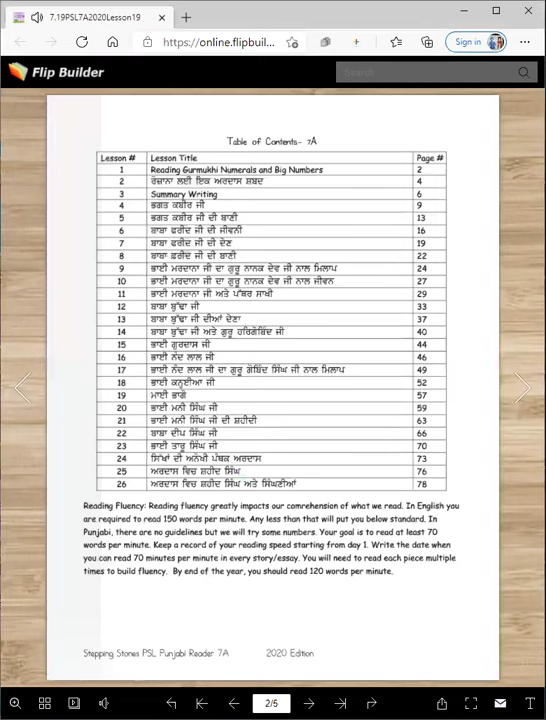 7.19PSL7A2020Lesson19
https://online.flipbuil...
Sign in
Flip Builder
Search
Table of Contents- 7A
Lesson # Lesson Title Page #
1 Reading Gurmukhi Numerals and Big Numbers 2
2 ਰੋਜ਼ਾਨਾ ਲਈ ਇਕ ਅਰਦਾਸ ਸ਼ਬਦ 4
3 Summary Writing 6
4 ਭਗਤ ਕਬੀਰ ਜੀ 9
5 ਭਗਤ ਕਬੀਰ ਜੀ ਦੀ ਬਾਣੀ 13
6 ਬਾਬਾ ਫਰੀਦ ਜੀ ਦੀ ਜੀਵਨੀ 16
7 ਬਾਬਾ ਫਰੀਦ ਜੀ ਦੀ ਦੇਣ 19
8 ਬਾਬਾ ਫ਼ਰੀਦ ਜੀ ਦੀ ਬਾਣੀ 22
9 ਭਾਈ ਮਰਦਾਨਾ ਜੀ ਦਾ ਗੁਰੂ ਨਾਨਕ ਦੇਵ ਜੀ ਨਾਲ ਮਿਲਾਪ 24
10 ਭਾਈ ਮਰਦਾਨਾ ਜੀ ਦਾ ਗੁਰੂ ਨਾਨਕ ਦੇਵ ਜੀ ਨਾਲ ਜੀਵਨ 27
11 ਭਾਈ ਮਰਦਾਨਾ ਜੀ ਅਤੇ ਪੱਥਰ ਸਾਖੀ 29
12 ਬਾਬਾ ਬੁੱਢਾ ਜੀ 33
13 ਬਾਬਾ ਬੁੱਢਾ ਜੀ ਦੀਆਂ ਦੇਣਾ 37
14 ਬਾਬਾ ਬੁੱਢਾ ਜੀ ਅਤੇ ਗੁਰੂ ਹਰਿਗੋਬਿੰਦ ਜੀ 40
15 ਭਾਈ ਗੁਰਦਾਸ ਜੀ 44
16 ਭਾਈ ਨੰਦ ਲਾਲ ਜੀ 46
17 ਭਾਈ ਨੰਦ ਲਾਲ ਜੀ ਦਾ ਗੁਰੂ ਗੋਬਿੰਦ ਸਿੰਘ ਜੀ ਨਾਲ ਮਿਲਾਪ 49
18 ਭਾਈ ਕਨ੍ਹਈਆ ਜੀ 52
19 ਮਾਈ ਭਾਗੋ 57
20 ਭਾਈ ਮਨੀ ਸਿੰਘ ਜੀ 59
21 ਭਾਈ ਮਨੀ ਸਿੰਘ ਜੀ ਦੀ ਸ਼ਹੀਦੀ 63
22 ਬਾਬਾ ਦੀਪ ਸਿੰਘ ਜੀ 66
23 ਭਾਈ ਤਾਰੂ ਸਿੰਘ ਜੀ 70
24 ਸਿੱਖਾਂ ਦੀ ਅਨੋਖੀ ਪੰਥਕ ਅਰਦਾਸ 73
25 ਅਰਦਾਸ ਵਿਚ ਸ਼ਹੀਦ ਸਿੰਘ 76
26 ਅਰਦਾਸ ਵਿਚ ਸ਼ਹੀਦ ਸਿੰਘ ਅਤੇ ਸਿੰਘਣੀਆਂ 78
Reading Fluency: Reading fluency greatly impacts our comrehension of what we read. In English you
are required to read 150 words per minute. Any less than that will put you below standard. In
Punjabi, there are no guidelines but we will try some numbers. Your goal is to read at least 70
words per minute. Keep a record of your reading speed starting from day 1. Write the date when
you can read 70 minutes per minute in every story/essay. You will need to read each piece multiple
times to build fluency. By end of the year, you should read 120 words per minute.
Stepping Stones PSL Punjabi Reader 7A 2020 Edition
2/5